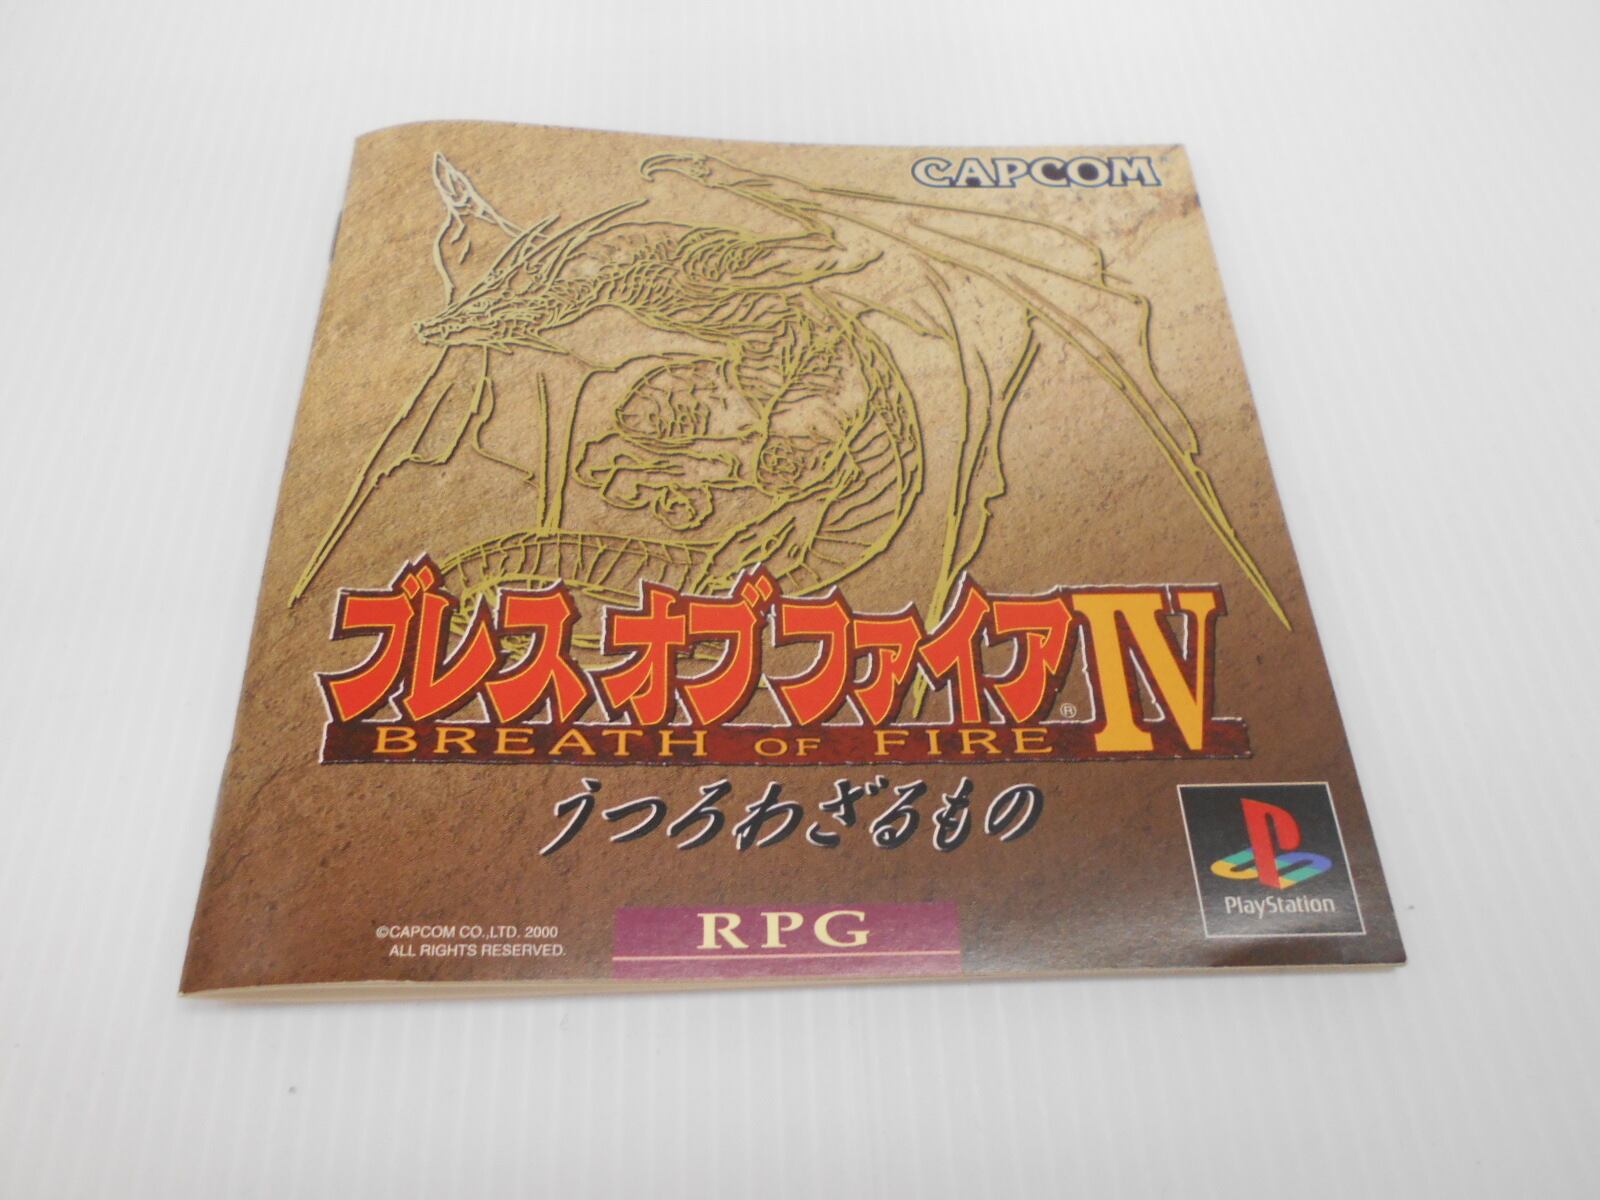 CAPCOM
ブレス オブ ファイア® IV
BREATH OF FIRE
うつろわざるもの
PlayStation
RPG
©CAPCOM CO.,LTD. 2000
ALL RIGHTS RESERVED.